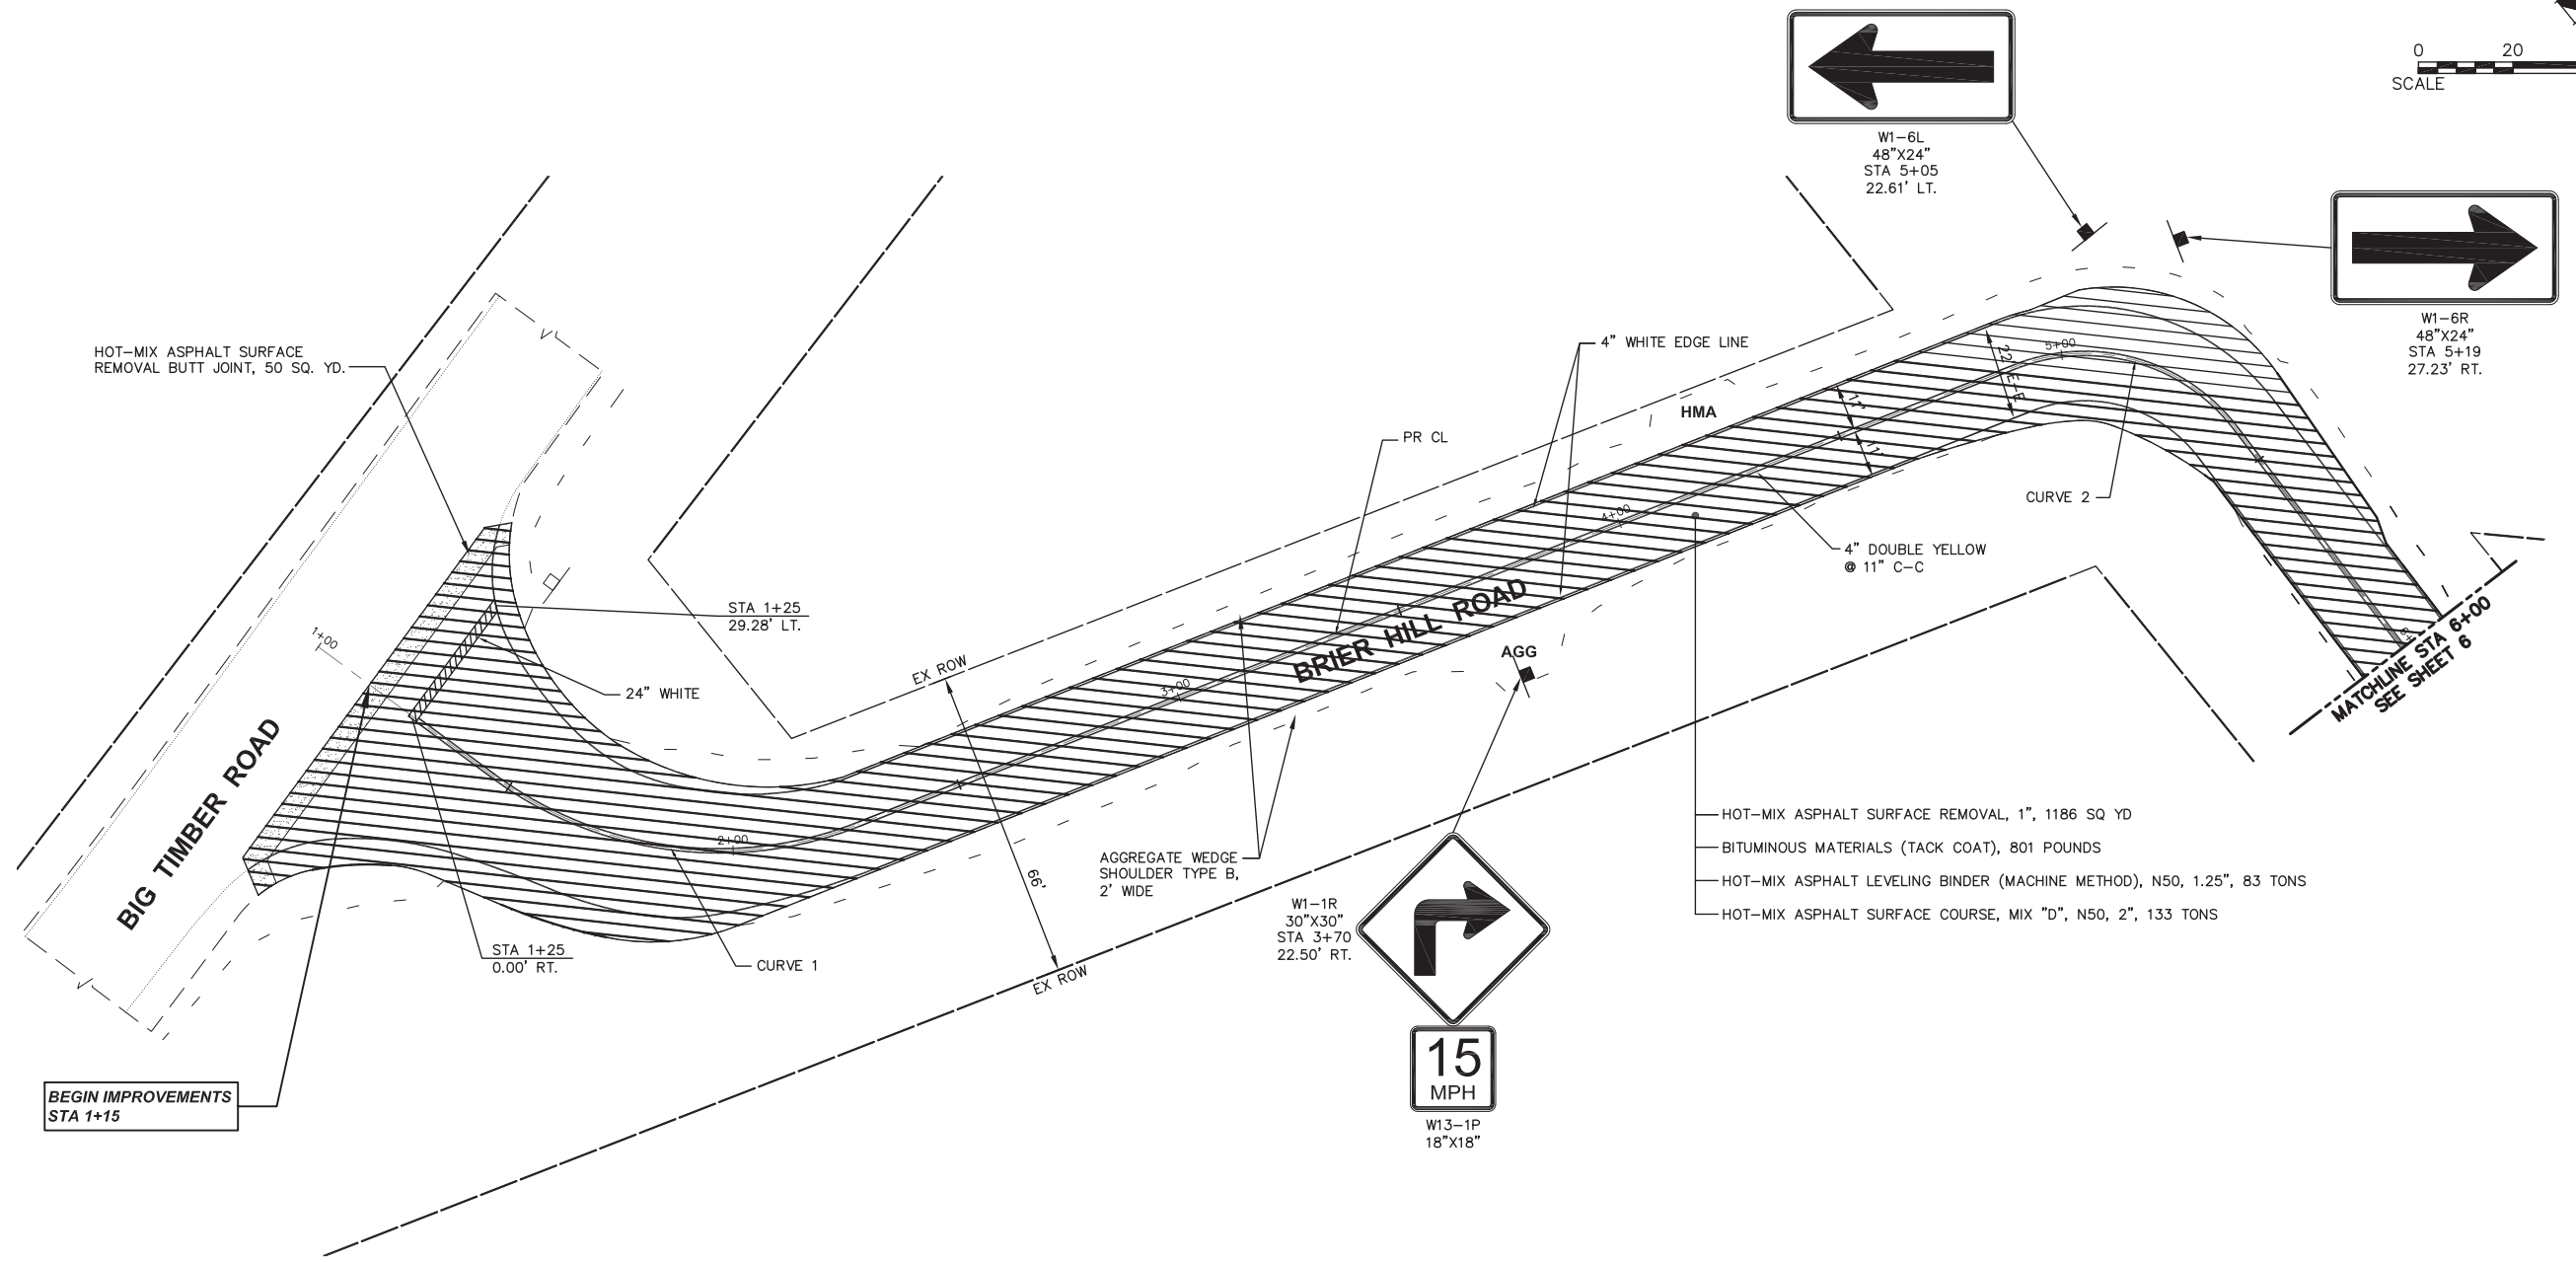 0 20
SCALE
W1-6L
48"X24"
STA 5+05
22.61' LT.
W1-6R
48"X24"
STA 5+19
27.23' RT.
HOT-MIX ASPHALT SURFACE
REMOVAL BUTT JOINT, 50 SQ. YD.
4" WHITE EDGE LINE
22' E-E
5+00
HMA
11'
11'
PR CL
CURVE 2
4+00
4" DOUBLE YELLOW
@ 11" C-C
STA 1+25
29.28' LT.
1+00
24" WHITE
EX ROW
3+00
BRIER HILL ROAD
AGG
MATCHLINE STA 6+00
SEE SHEET 6
BIG TIMBER ROAD
2+00
66'
AGGREGATE WEDGE
SHOULDER TYPE B,
2' WIDE
HOT-MIX ASPHALT SURFACE REMOVAL, 1", 1186 SQ YD
BITUMINOUS MATERIALS (TACK COAT), 801 POUNDS
HOT-MIX ASPHALT LEVELING BINDER (MACHINE METHOD), N50, 1.25", 83 TONS
HOT-MIX ASPHALT SURFACE COURSE, MIX "D", N50, 2", 133 TONS
W1-1R
30"X30"
STA 3+70
22.50' RT.
STA 1+25
0.00' RT.
CURVE 1
EX ROW
15
MPH
W13-1P
18"X18"
BEGIN IMPROVEMENTS
STA 1+15